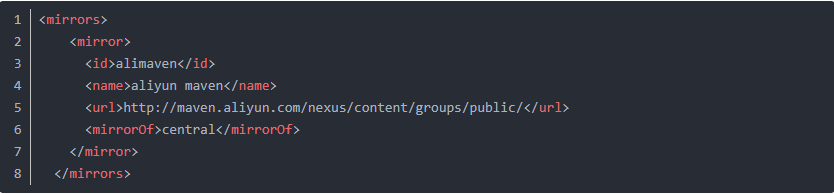 1 <mirrors>
2     <mirror>
3       <id>alimaven</id>
4       <name>aliyun maven</name>
5       <url>http://maven.aliyun.com/nexus/content/groups/public/</url>
6       <mirrorOf>central</mirrorOf>
7     </mirror>
8   </mirrors>